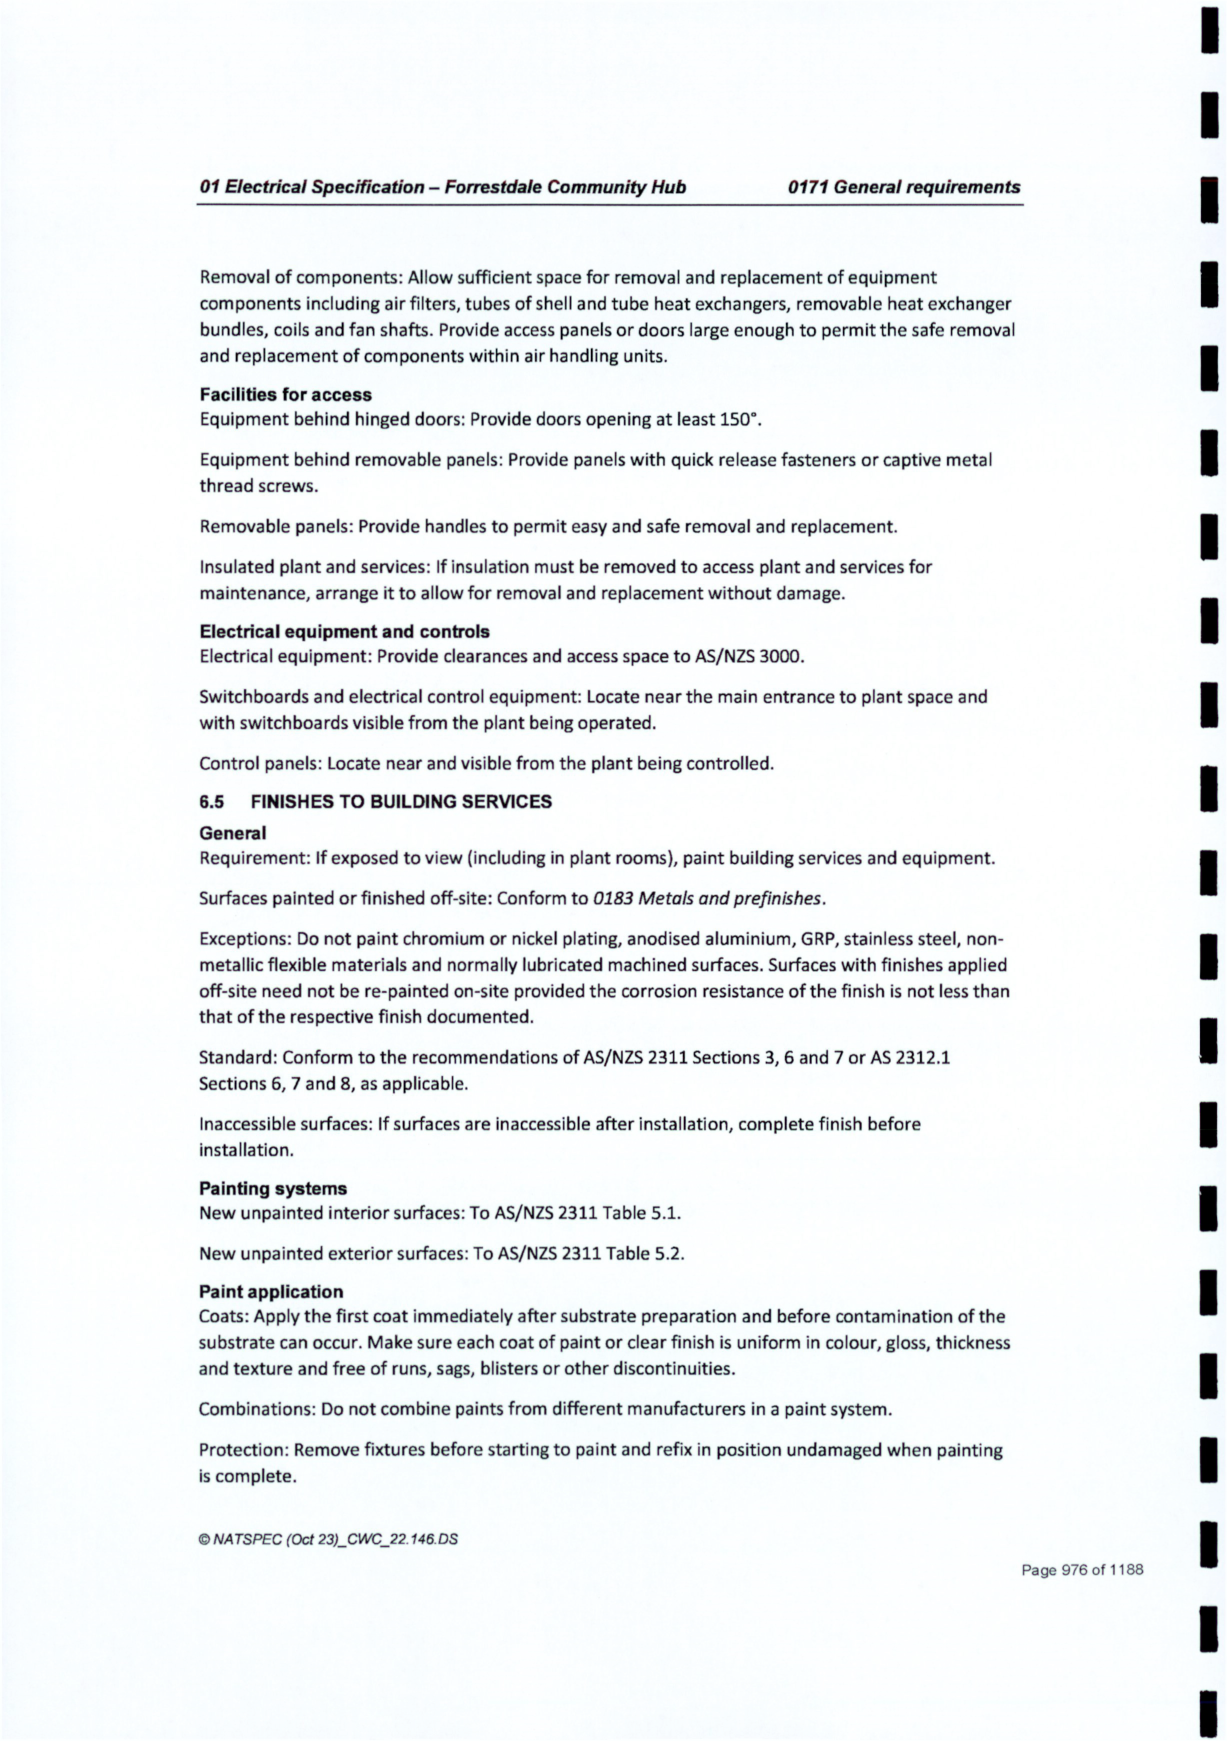 01 Electrical Specification – Forrestdale Community Hub 0171 General requirements
Removal of components: Allow sufficient space for removal and replacement of equipment
components including air filters, tubes of shell and tube heat exchangers, removable heat exchanger
bundles, coils and fan shafts. Provide access panels or doors large enough to permit the safe removal
and replacement of components within air handling units.
Facilities for access
Equipment behind hinged doors: Provide doors opening at least 150°.
Equipment behind removable panels: Provide panels with quick release fasteners or captive metal
thread screws.
Removable panels: Provide handles to permit easy and safe removal and replacement.
Insulated plant and services: If insulation must be removed to access plant and services for
maintenance, arrange it to allow for removal and replacement without damage.
Electrical equipment and controls
Electrical equipment: Provide clearances and access space to AS/NZS 3000.
Switchboards and electrical control equipment: Locate near the main entrance to plant space and
with switchboards visible from the plant being operated.
Control panels: Locate near and visible from the plant being controlled.
6.5 FINISHES TO BUILDING SERVICES
General
Requirement: If exposed to view (including in plant rooms), paint building services and equipment.
Surfaces painted or finished off-site: Conform to 0183 Metals and prefinishes.
Exceptions: Do not paint chromium or nickel plating, anodised aluminium, GRP, stainless steel, non-
metallic flexible materials and normally lubricated machined surfaces. Surfaces with finishes applied
off-site need not be re-painted on-site provided the corrosion resistance of the finish is not less than
that of the respective finish documented.
Standard: Conform to the recommendations of AS/NZS 2311 Sections 3, 6 and 7 or AS 2312.1
Sections 6, 7 and 8, as applicable.
Inaccessible surfaces: If surfaces are inaccessible after installation, complete finish before
installation.
Painting systems
New unpainted interior surfaces: To AS/NZS 2311 Table 5.1.
New unpainted exterior surfaces: To AS/NZS 2311 Table 5.2.
Paint application
Coats: Apply the first coat immediately after substrate preparation and before contamination of the
substrate can occur. Make sure each coat of paint or clear finish is uniform in colour, gloss, thickness
and texture and free of runs, sags, blisters or other discontinuities.
Combinations: Do not combine paints from different manufacturers in a paint system.
Protection: Remove fixtures before starting to paint and refix in position undamaged when painting
is complete.
© NATSPEC (Oct 23)_CWC_22.146.DS
Page 976 of 1188